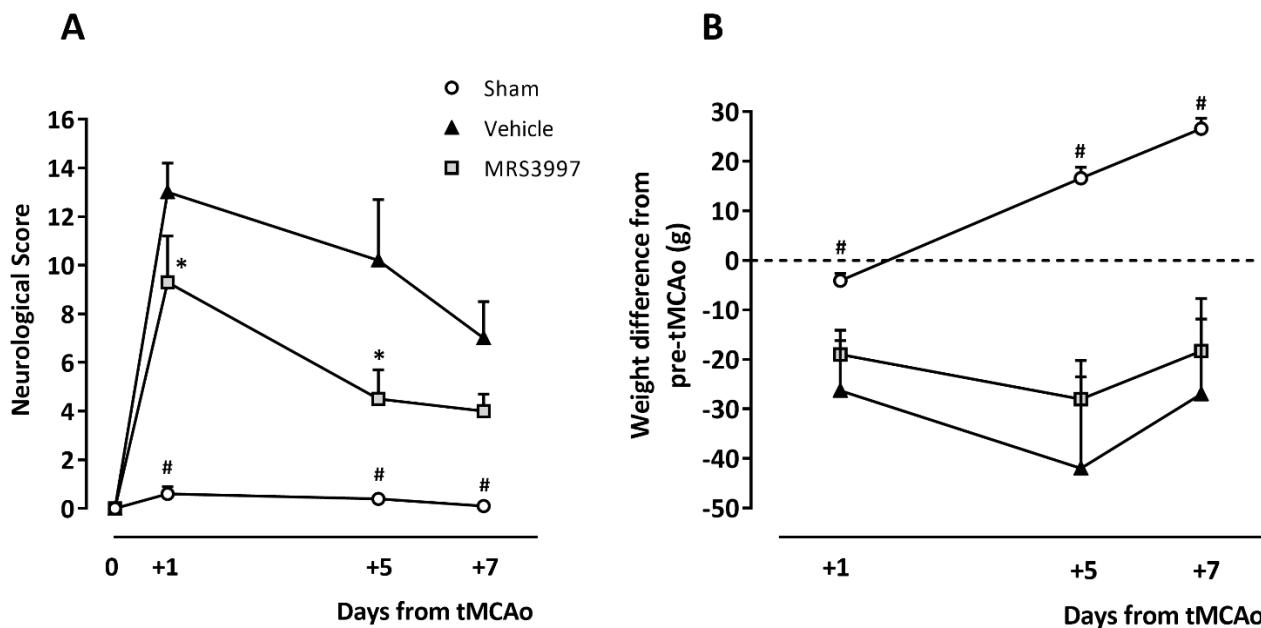 A
Sham
Vehicle
MRS3997
Neurological Score
16
14
12
10
8
6
4
2
0
*
*
#
#
#
0 +1 +5 +7
Days from tMCAo
B
Weight difference from
pre-tMCAo (g)
30
20
10
0
-10
-20
-30
-40
-50
#
#
#
+1 +5 +7
Days from tMCAo